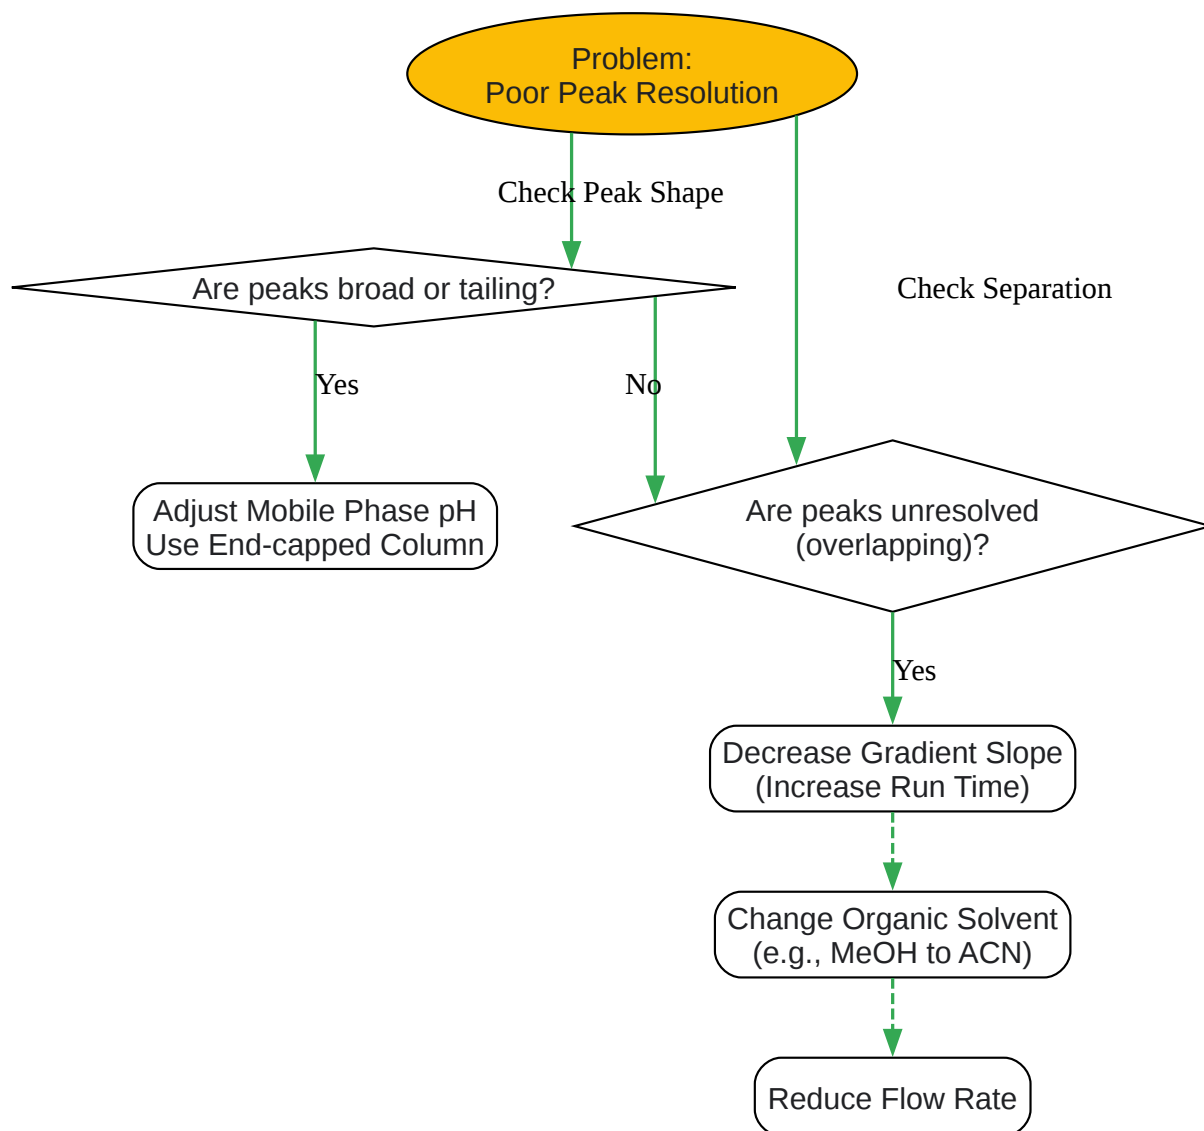 Problem:
Poor Peak Resolution
Check Peak Shape
Are peaks broad or tailing?
Check Separation
Yes
No
Adjust Mobile Phase pH
Use End-capped Column
Are peaks unresolved
(overlapping)?
Yes
Decrease Gradient Slope
(Increase Run Time)
Change Organic Solvent
(e.g., MeOH to ACN)
Reduce Flow Rate